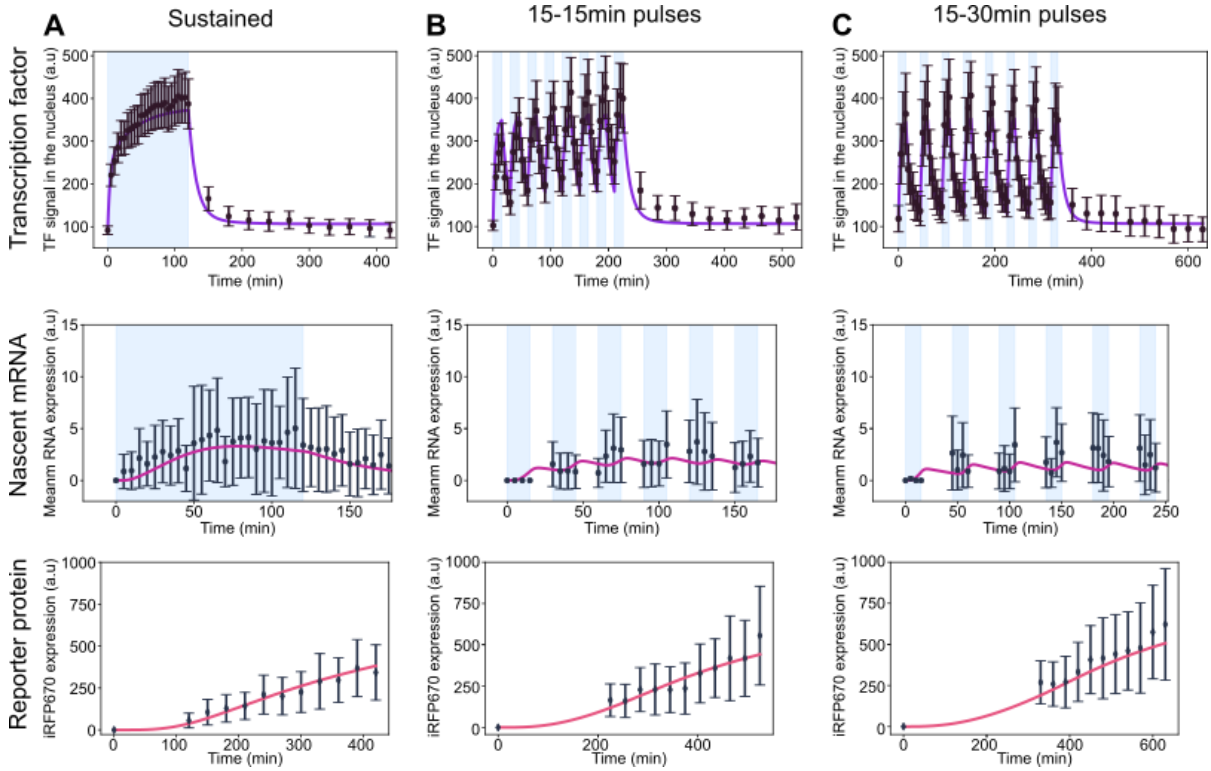 A
Sustained
B
15-15min pulses
C
15-30min pulses
Transcription factor
TF signal in the nucleus (a.u)
500
400
300
200
100
0 100 200 300 400
Time (min)
TF signal in the nucleus (a.u)
500
400
300
200
100
0 100 200 300 400 500
Time (min)
TF signal in the nucleus (a.u)
500
400
300
200
100
0 200 400 600
Time (min)
Nascent mRNA
Meanm RNA expression (a.u)
15
10
5
0
0 50 100 150
Time (min)
Meanm RNA expression (a.u)
15
10
5
0
0 50 100 150
Time (min)
Meanm RNA expression (a.u)
15
10
5
0
0 50 100 150 200 250
Time (min)
Reporter protein
iRFP670 expression (a.u)
1000
750
500
250
0
0 100 200 300 400
Time (min)
iRFP670 expression (a.u)
1000
750
500
250
0
0 200 400
Time (min)
iRFP670 expression (a.u)
1000
750
500
250
0
0 200 400 600
Time (min)